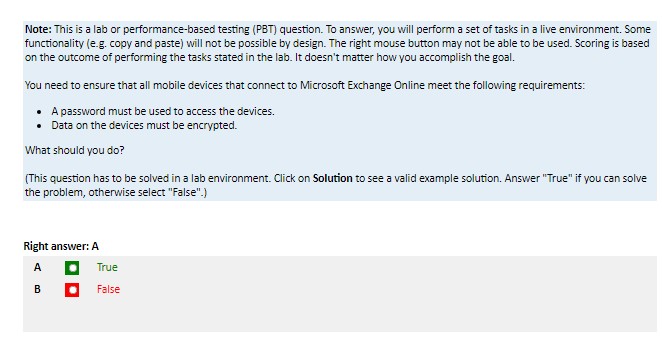 Note: This is a lab or performance-based testing (PBT) question. To answer, you will perform a set of tasks in a live environment. Some
functionality (e.g. copy and paste) will not be possible by design. The right mouse button may not be able to be used. Scoring is based
on the outcome of performing the tasks stated in the lab. It doesn't matter how you accomplish the goal.
You need to ensure that all mobile devices that connect to Microsoft Exchange Online meet the following requirements:
• A password must be used to access the devices.
• Data on the devices must be encrypted.
What should you do?
(This question has to be solved in a lab environment. Click on Solution to see a valid example solution. Answer "True" if you can solve
the problem, otherwise select "False".)
Right answer: A
A True
B False